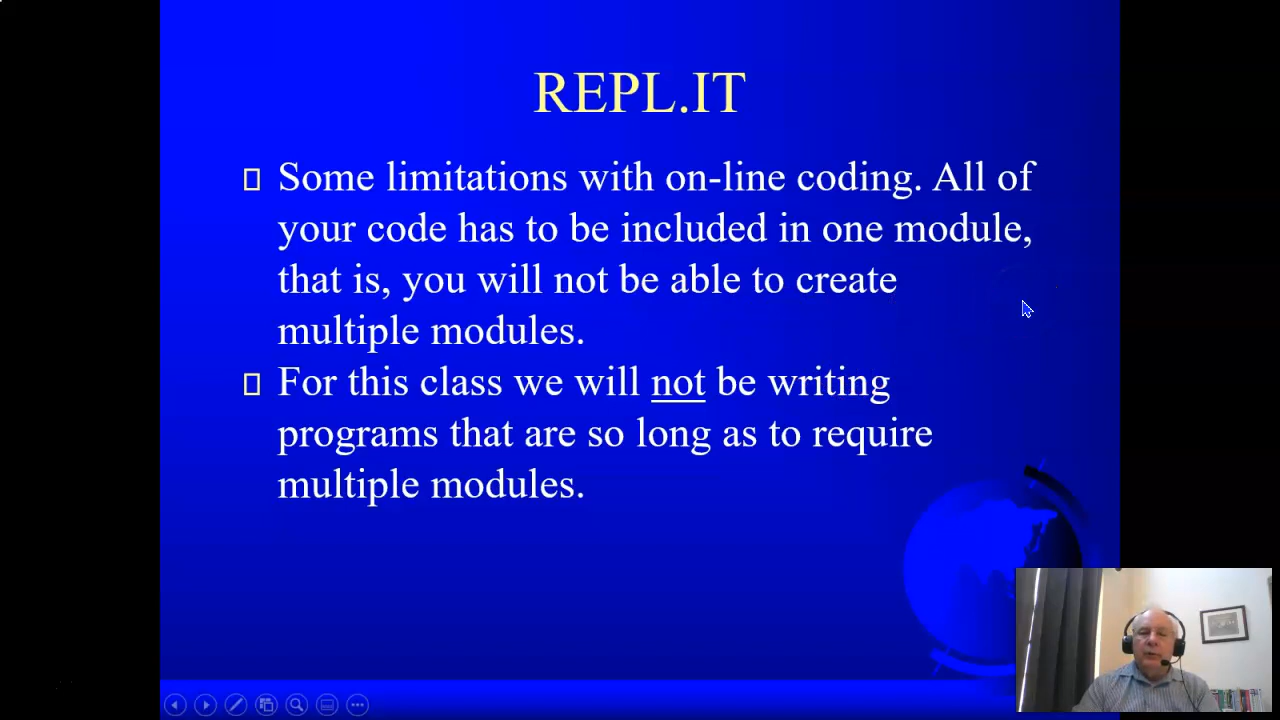 REPL.IT
Some limitations with on-line coding. All of
your code has to be included in one module,
that is, you will not be able to create
multiple modules.
For this class we will not be writing
programs that are so long as to require
multiple modules.